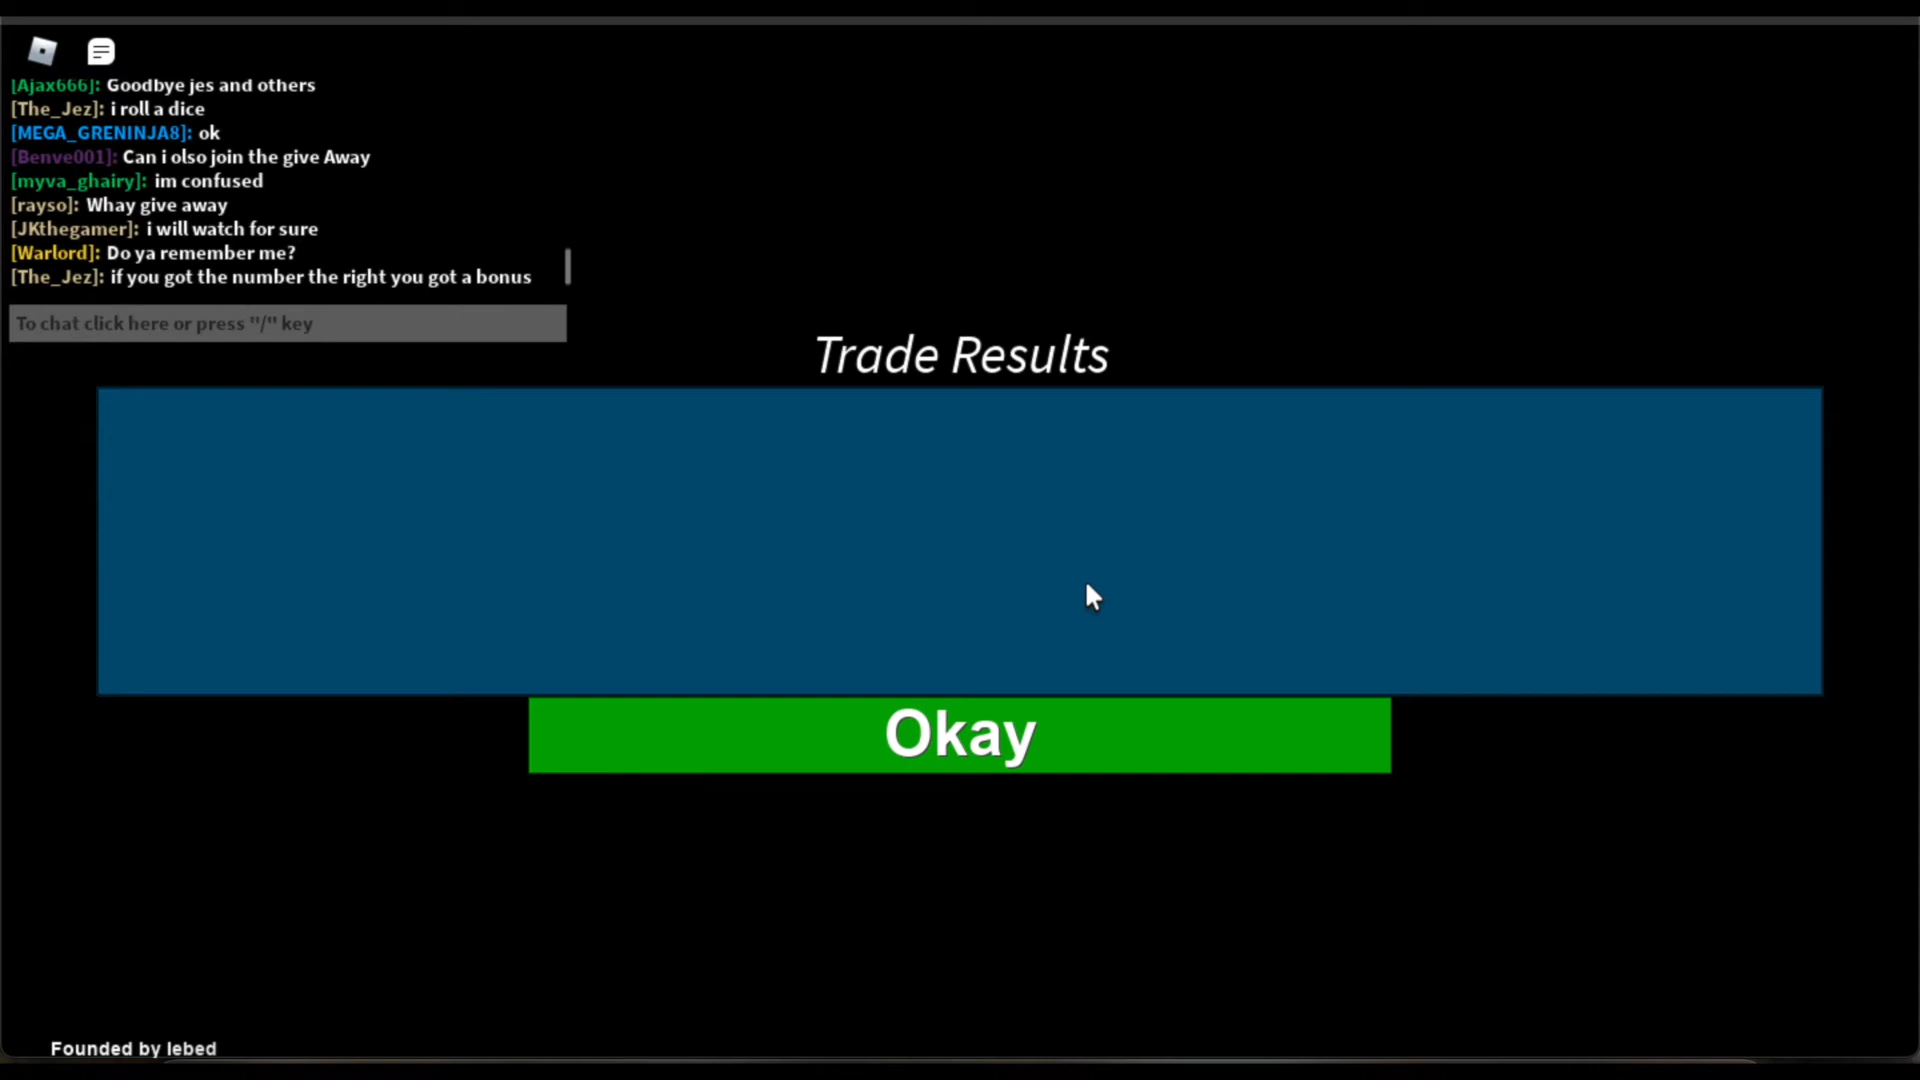 [Ajax666]: Goodbye jes and others
[The_Jez]: i roll a dice
[MEGA_GRENINJA8]: ok
[Benve001]: Can i olso join the give Away
[myva_ghairy]: im confused
[rayso]: Whay give away
[JKthegamer]: i will watch for sure
[Warlord]: Do ya remember me?
[The_Jez]: if you got the number the right you got a bonus
To chat click here or press "/" key
Trade Results
Okay
Founded by lebed